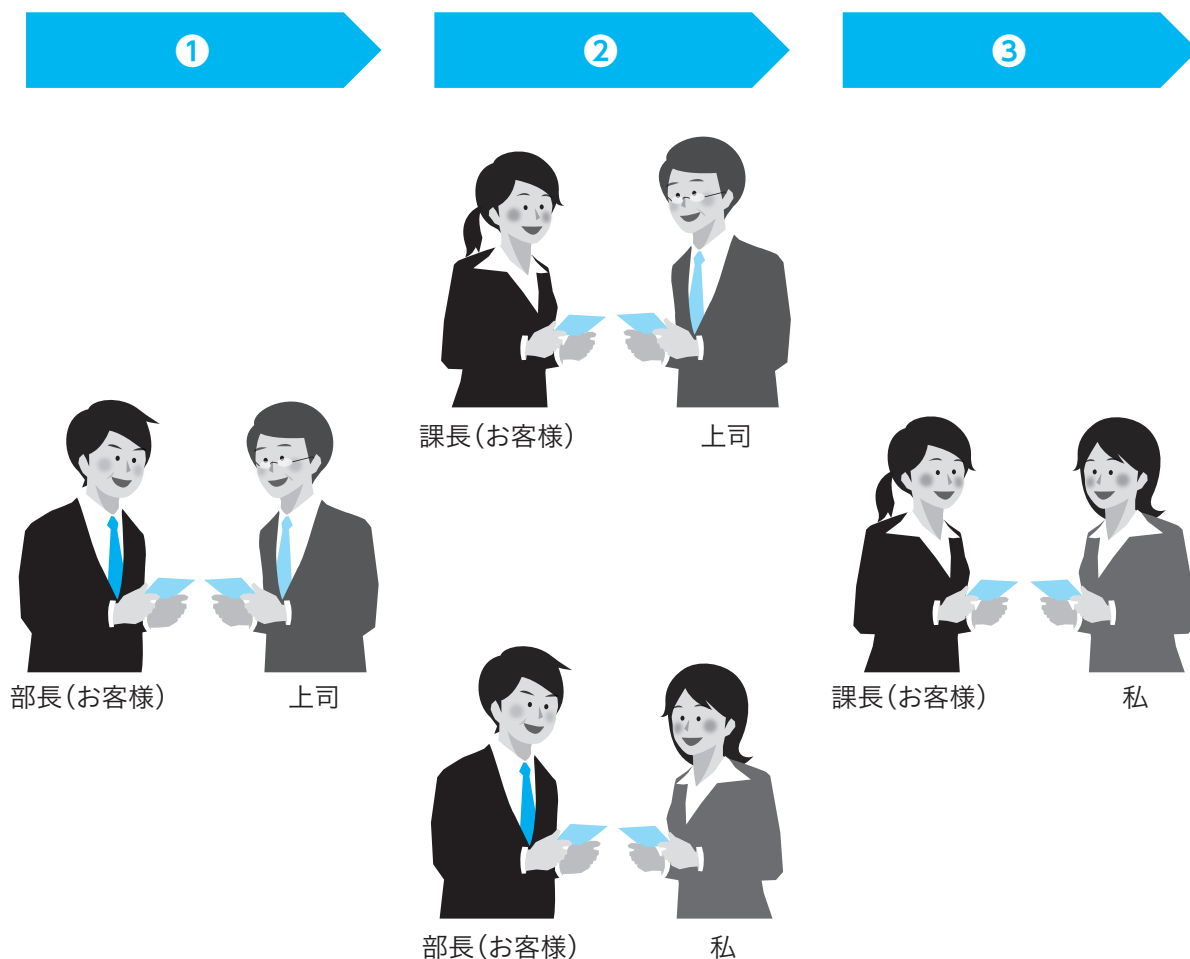 ❶
❷
❸
課長(お客様) 上司
部長(お客様) 上司
課長(お客様) 私
部長(お客様) 私